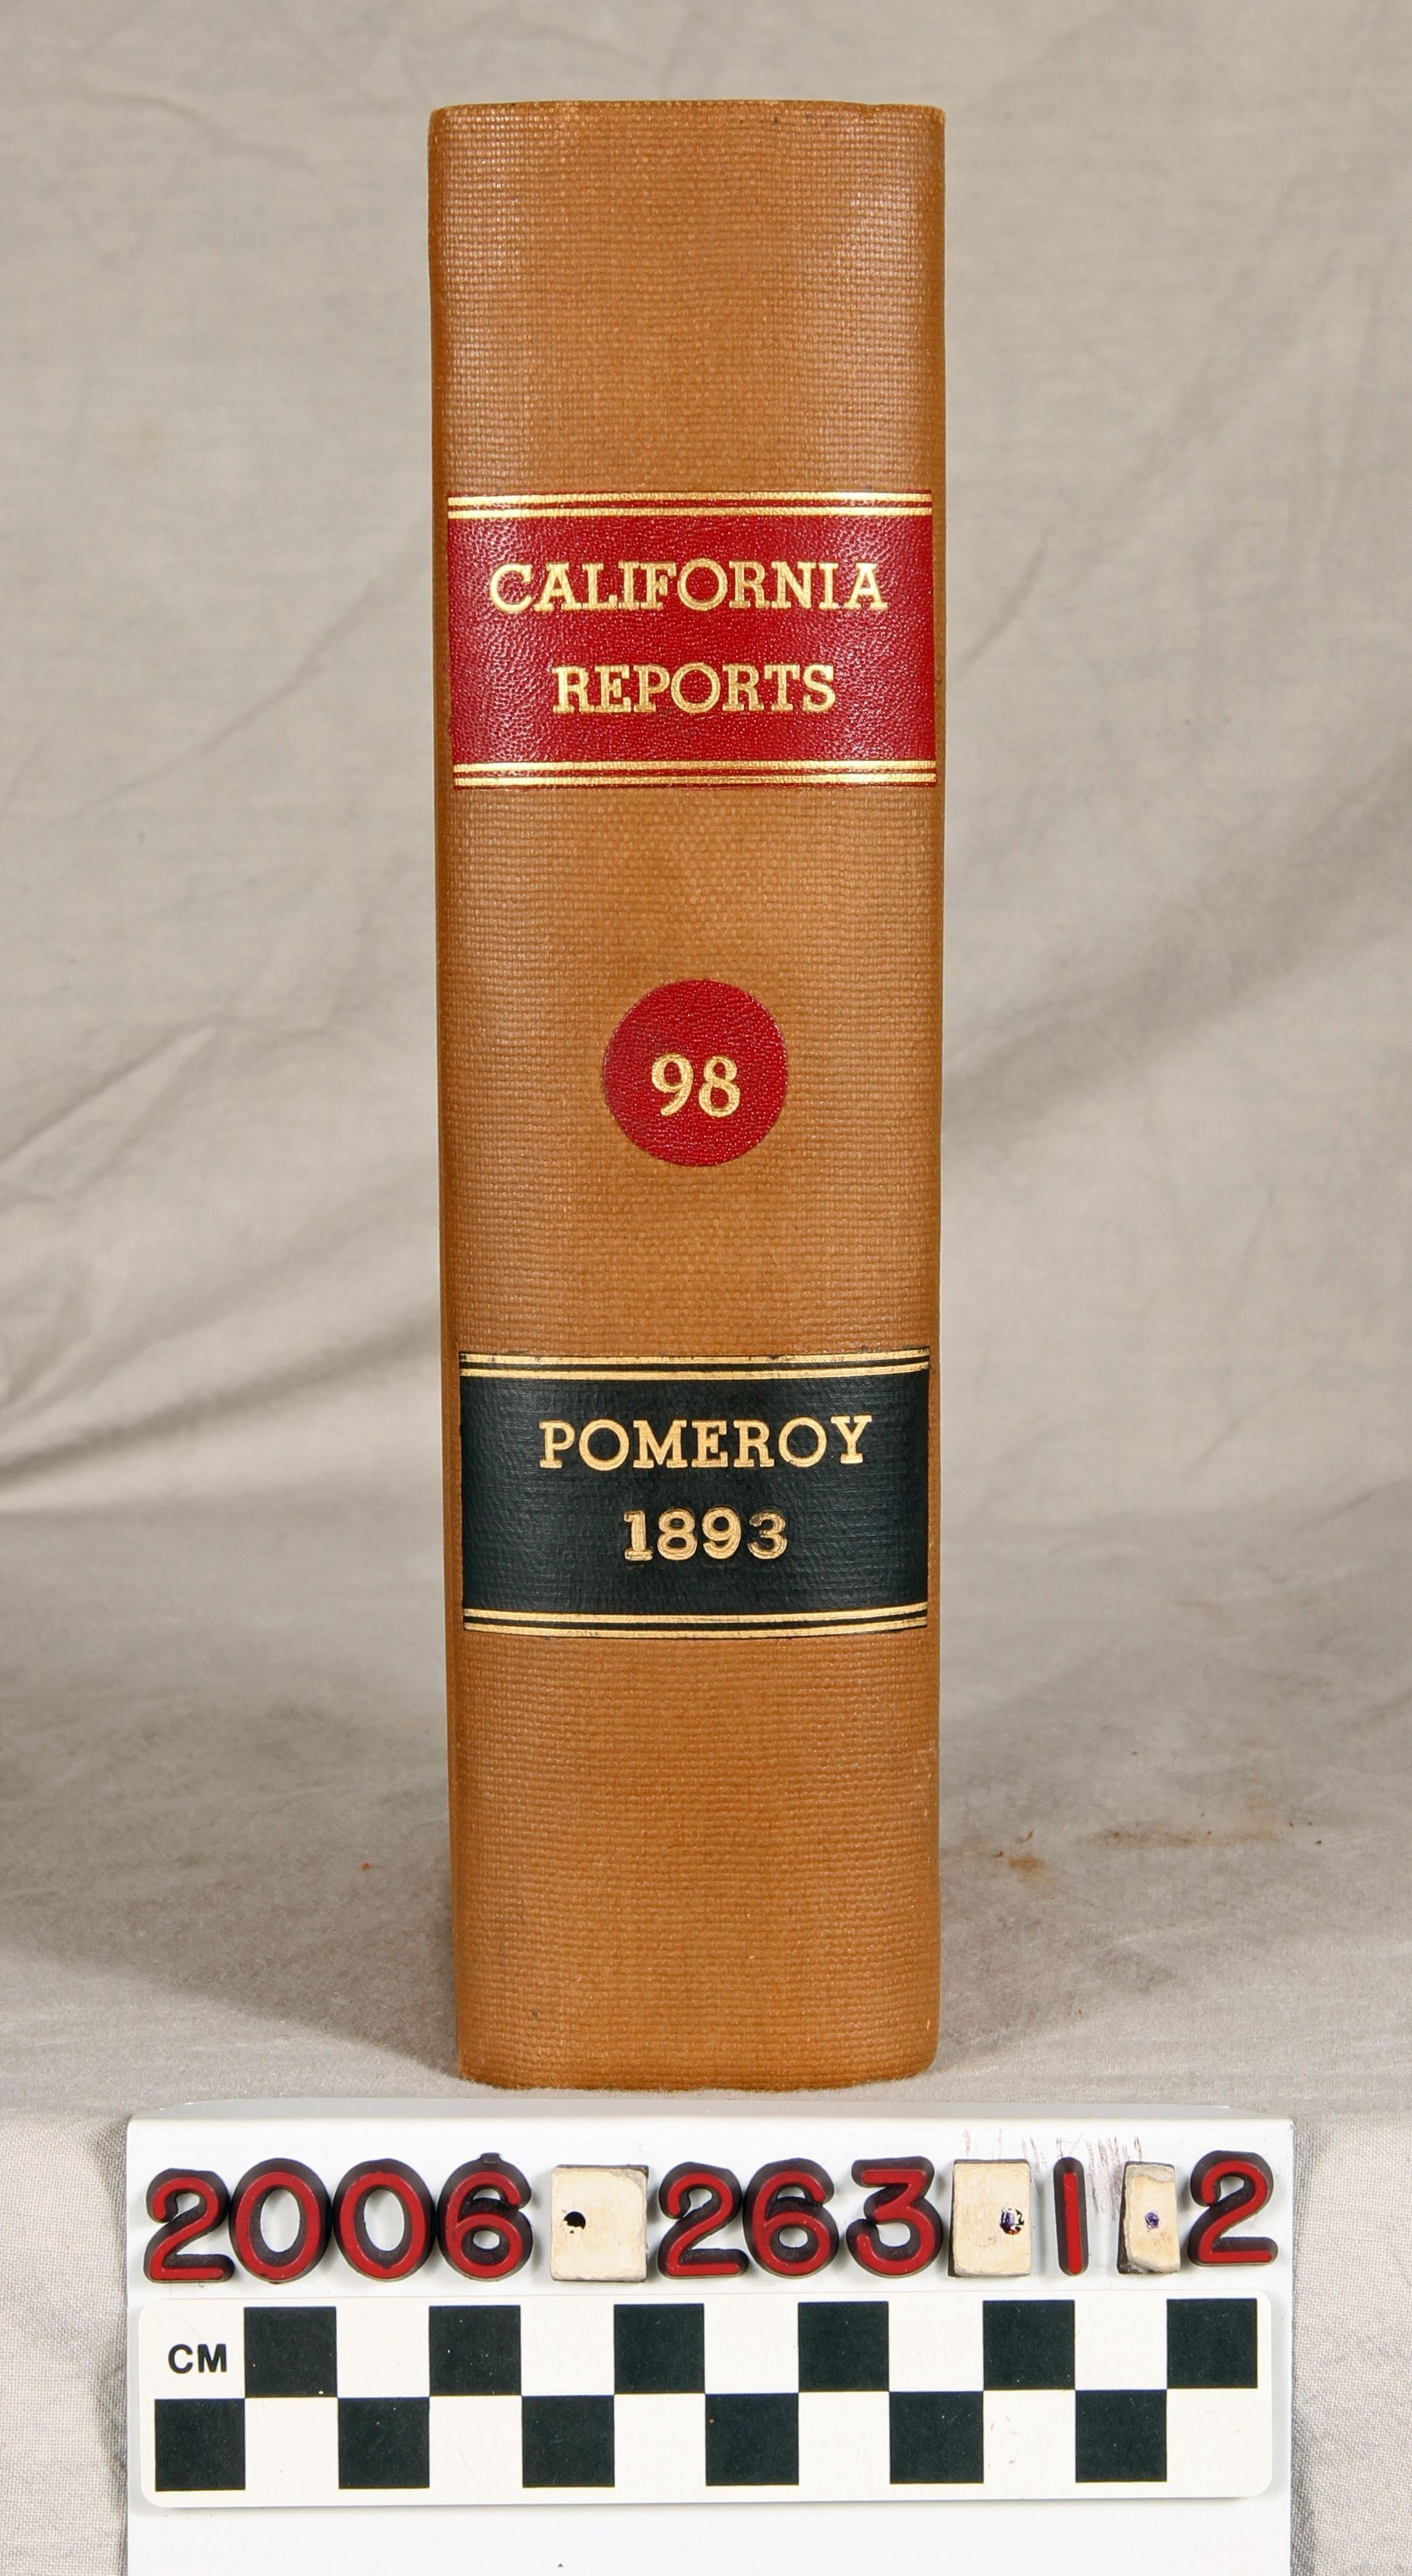 CALIFORNIA
REPORTS
98
POMEROY
1893
2006.263.1.2
CM